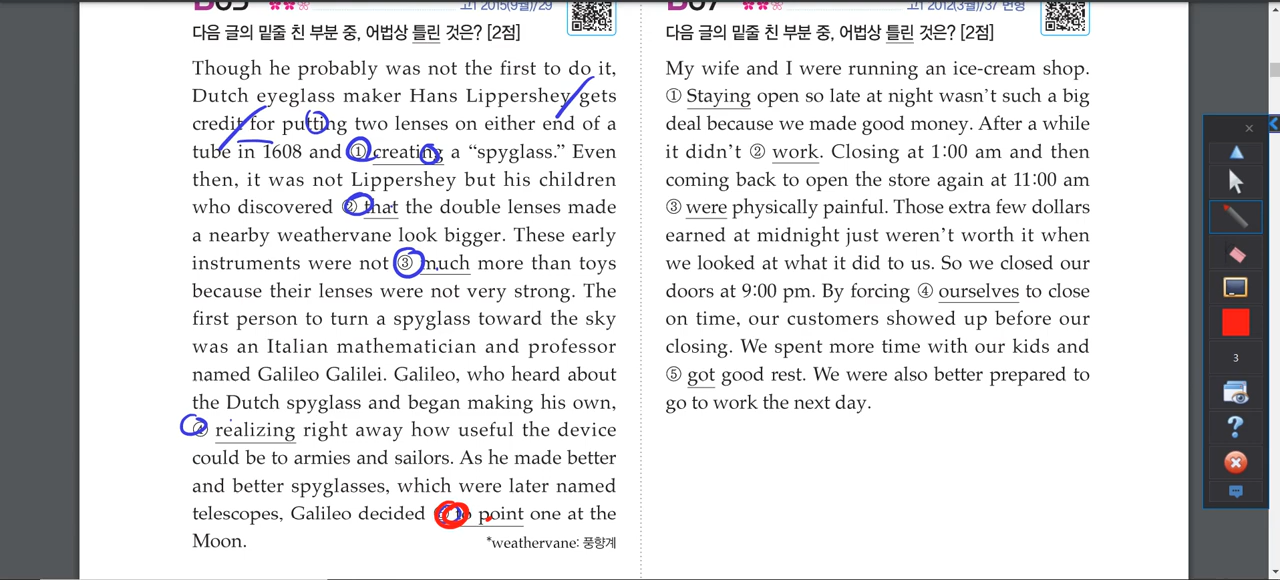 고1 2015(9월)/29
다음 글의 밑줄 친 부분 중, 어법상 틀린 것은? [2점]
Though he probably was not the first to do it,
Dutch eyeglass maker Hans Lippershey gets
credit for putting two lenses on either end of a
tube in 1608 and ① creating a “spyglass.” Even
then, it was not Lippershey but his children
who discovered ② that the double lenses made
a nearby weathervane look bigger. These early
instruments were not ③ much more than toys
because their lenses were not very strong. The
first person to turn a spyglass toward the sky
was an Italian mathematician and professor
named Galileo Galilei. Galileo, who heard about
the Dutch spyglass and began making his own,
④ realizing right away how useful the device
could be to armies and sailors. As he made better
and better spyglasses, which were later named
telescopes, Galileo decided ⑤ to point one at the
Moon.
*weathervane: 풍향계
고1 2012(3월)/37 변형
다음 글의 밑줄 친 부분 중, 어법상 틀린 것은? [2점]
My wife and I were running an ice-cream shop.
① Staying open so late at night wasn’t such a big
deal because we made good money. After a while
it didn’t ② work. Closing at 1:00 am and then
coming back to open the store again at 11:00 am
③ were physically painful. Those extra few dollars
earned at midnight just weren’t worth it when
we looked at what it did to us. So we closed our
doors at 9:00 pm. By forcing ④ ourselves to close
on time, our customers showed up before our
closing. We spent more time with our kids and
⑤ got good rest. We were also better prepared to
go to work the next day.
3